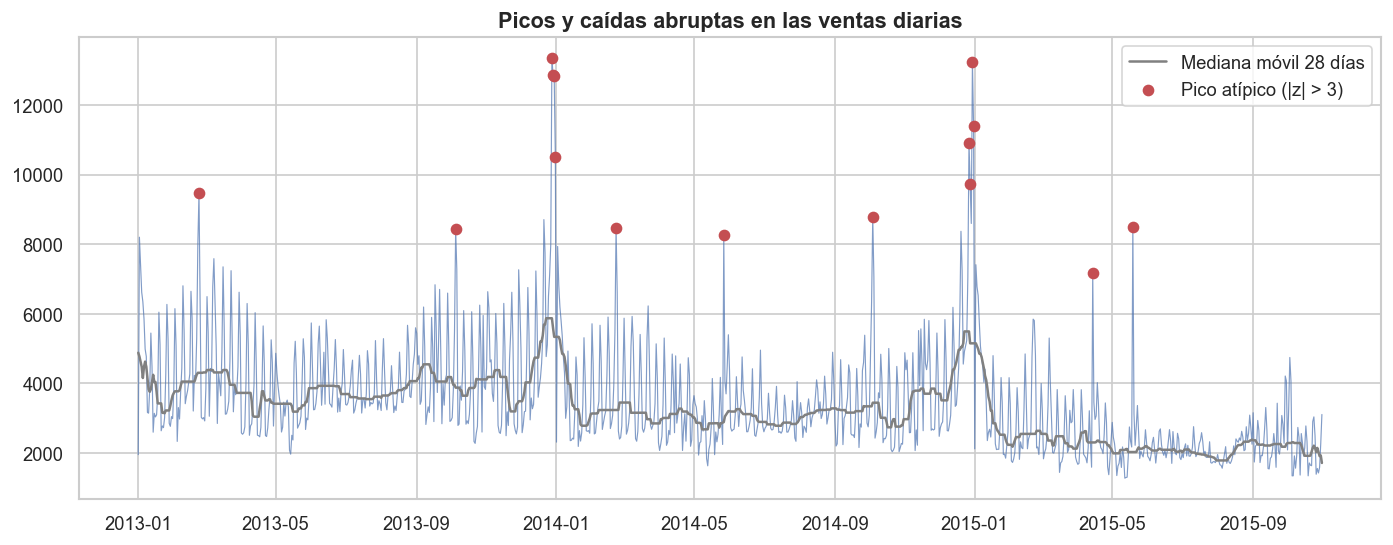 Picos y caídas abruptas en las ventas diarias
Mediana móvil 28 días
Pico atípico (|z| > 3)
12000
10000
8000
6000
4000
2000
2013-01 2013-05 2013-09 2014-01 2014-05 2014-09 2015-01 2015-05 2015-09